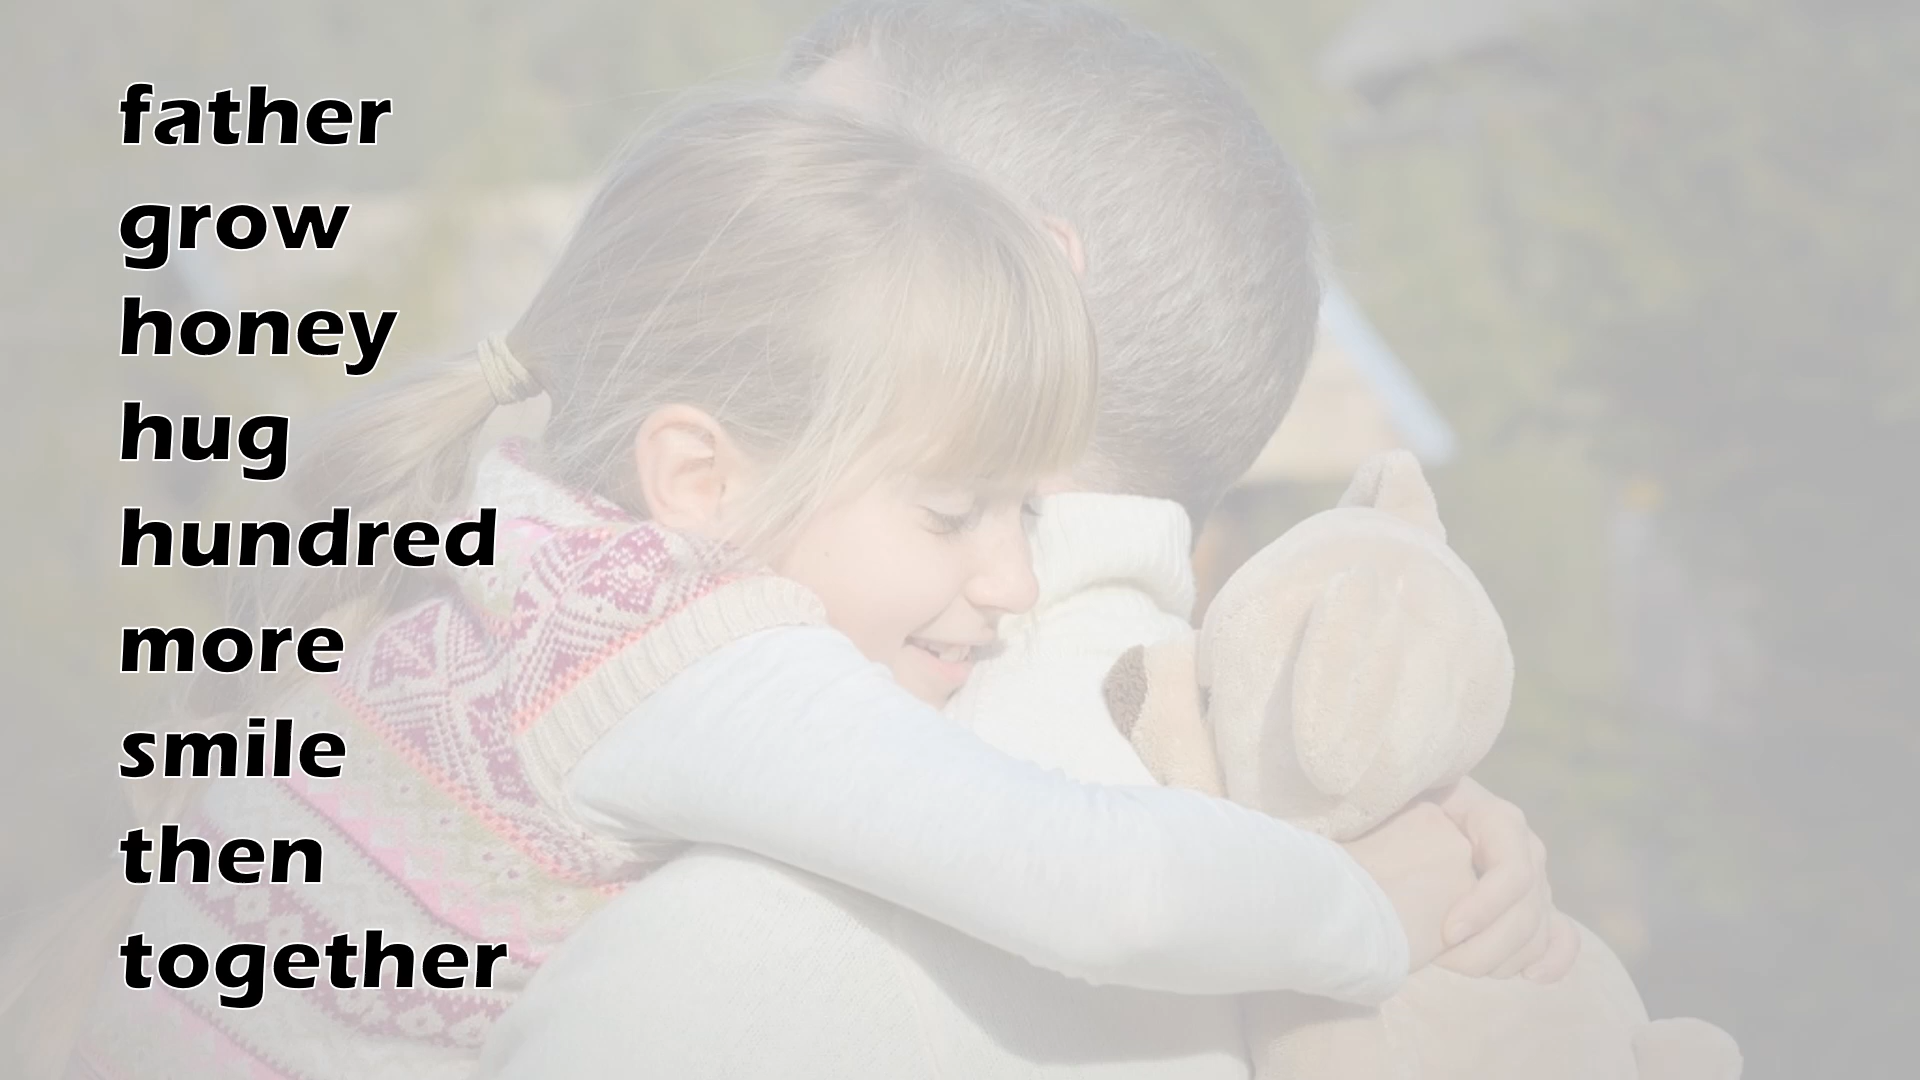 father
grow
honey
hug
hundred
more
smile
then
together